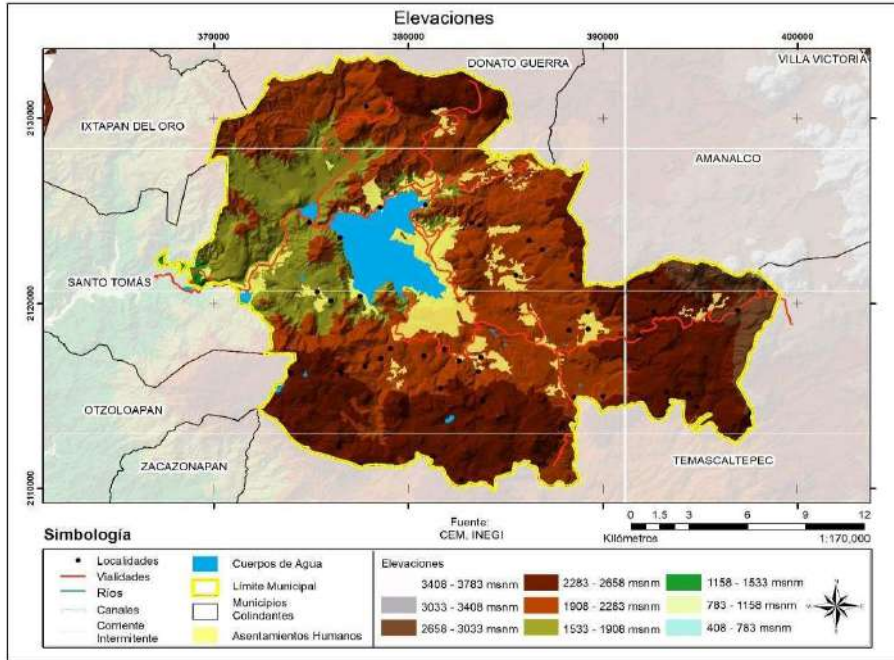 Elevaciones
379000 380000 390000 400000
DONATO GUERRA
VILLA VICTORIA
IXTAPAN DEL ORO
AMANALCO
SANTO TOMÁS
OTZOLOAPAN
ZACAZONAPAN
TEMASCALTEPEC
2130000
2120000
2110000
Fuente:
CEM, INEGI
0 1.5 3 6 9 12
Kilómetros 1:170,000
Simbología
Localidades
Vialidades
Ríos
Canales
Corriente
Intermitente
Cuerpos de Agua
Límite Municipal
Municipios
Colindantes
Asentamientos Humanos
Elevaciones
3408 - 3783 msnm
3033 - 3408 msnm
2658 - 3033 msnm
2283 - 2658 msnm
1908 - 2283 msnm
1533 - 1908 msnm
1158 - 1533 msnm
783 - 1158 msnm
408 - 783 msnm